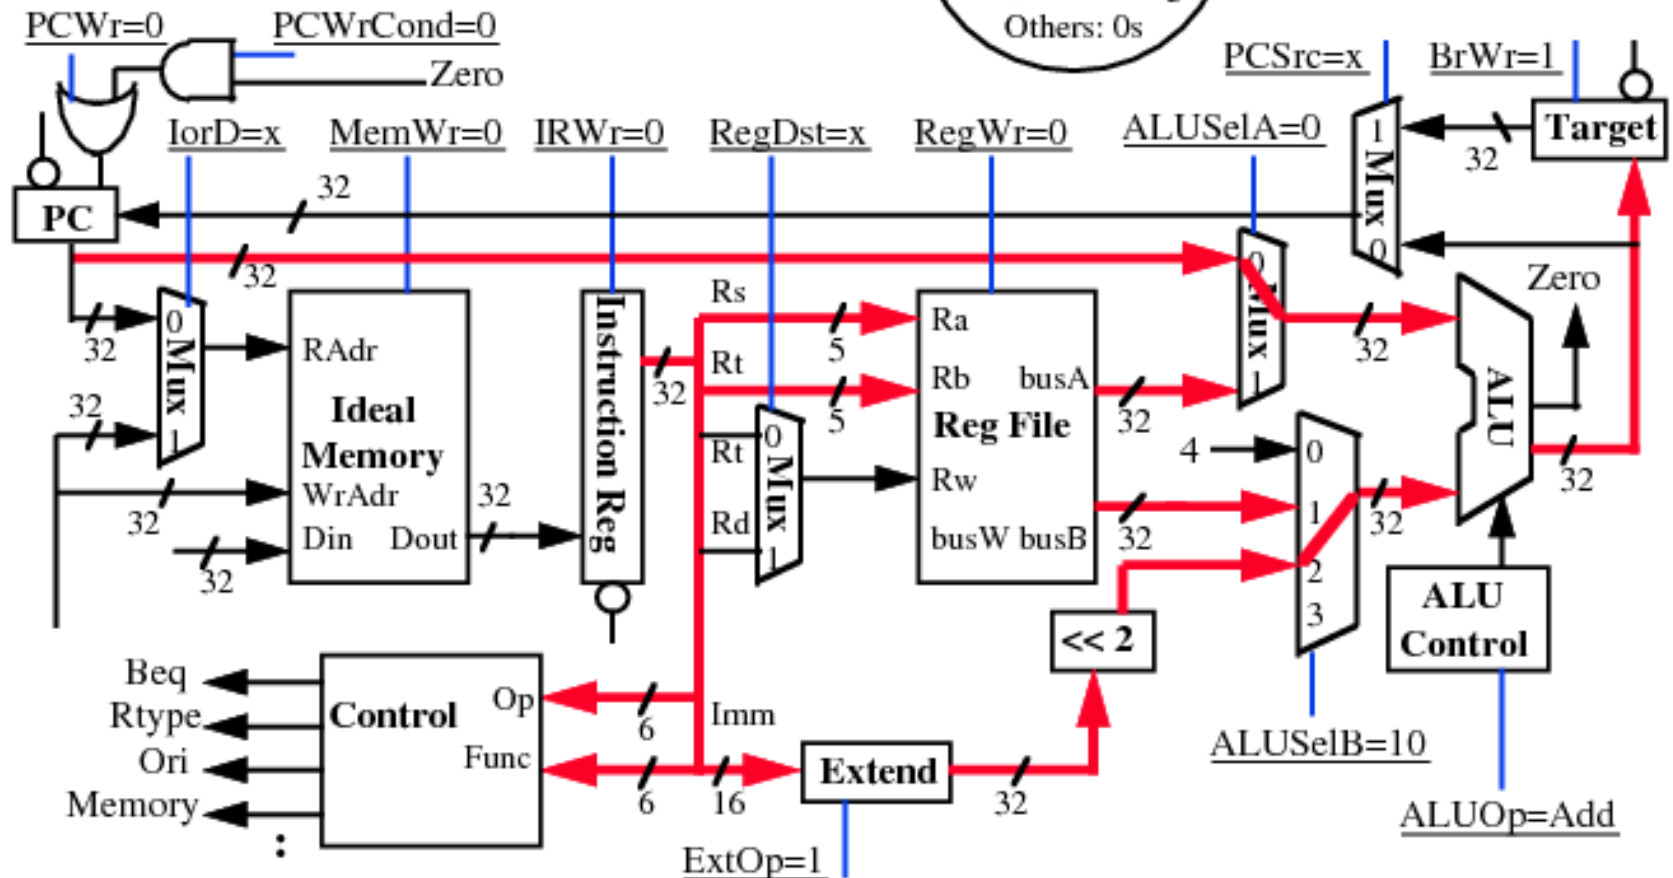 Others: 0s
PCWr=0
PCWrCond=0
Zero
PCSrc=x
BrWr=1
IorD=x
MemWr=0
IRWr=0
RegDst=x
RegWr=0
ALUSelA=0
1
Mux
0
32
Target
32
PC
32
32
0
Mux
1
32
RAdr
Ideal
Memory
WrAdr
Din
Dout
32
32
32
Instruction Reg
32
Rs
5
Rt
5
Rt
Rd
0
Mux
1
Ra
Rb
busA
Reg File
Rw
busW
busB
32
32
0
Mux
1
32
Zero
ALU
32
4
0
1
2
3
32
<< 2
ALU
Control
ALUSelB=10
ALUOp=Add
Beq
Rtype
Ori
Memory
:
Control
Op
Func
6
6
Imm
16
Extend
32
ExtOp=1